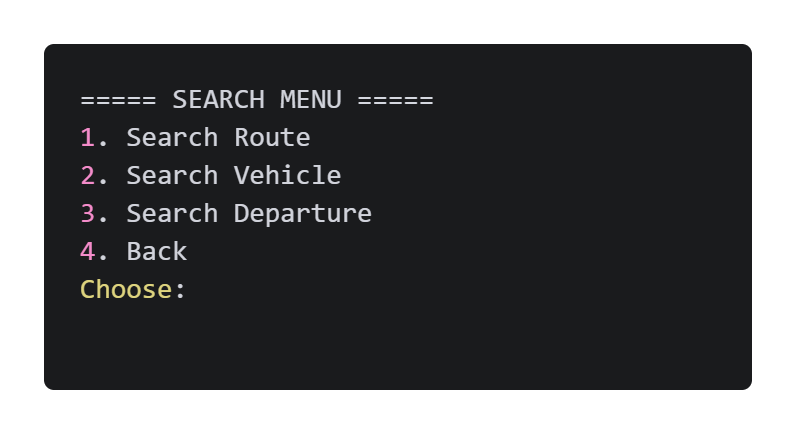 ===== SEARCH MENU =====
1. Search Route
2. Search Vehicle
3. Search Departure
4. Back
Choose: